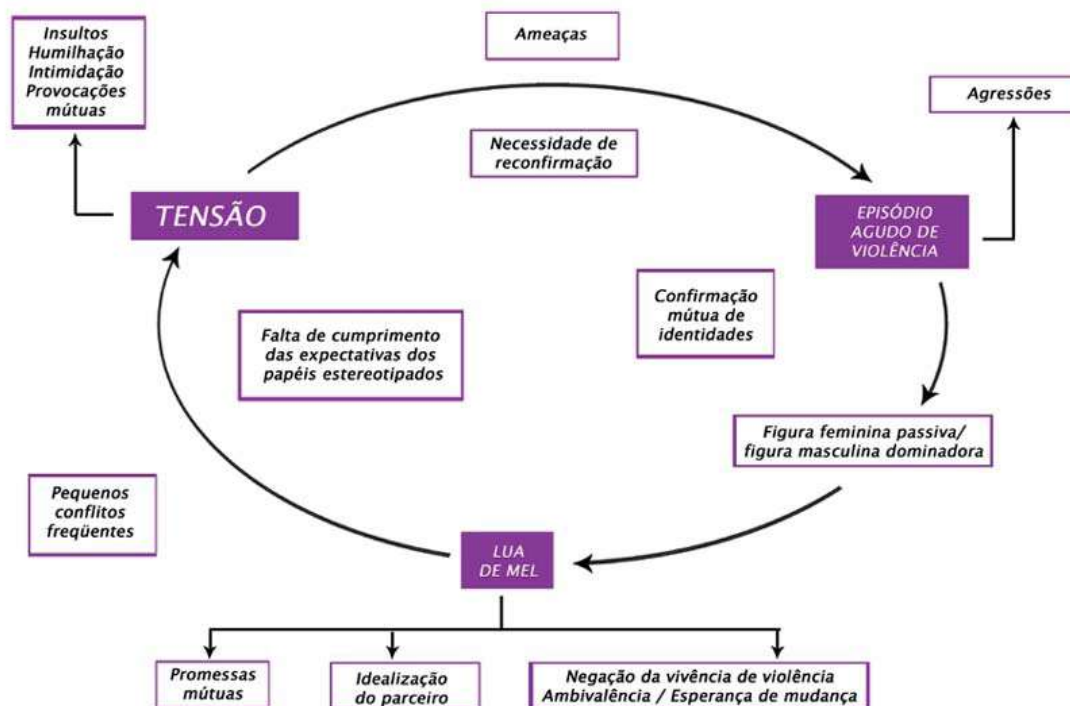 Insultos
Humilhação
Intimidação
Provocações
mútuas
Ameaças
Agressões
Necessidade de
reconfirmação
TENSÃO
EPISÓDIO
AGUDO DE
VIOLÊNCIA
Confirmação
mútua de
identidades
Falta de cumprimento
das expectativas dos
papéis estereotipados
Figura feminina passiva/
figura masculina dominadora
Pequenos
conflitos
freqüentes
LUA
DE MEL
Promessas
mútuas
Idealização
do parceiro
Negação da vivência de violência
Ambivalência / Esperança de mudança